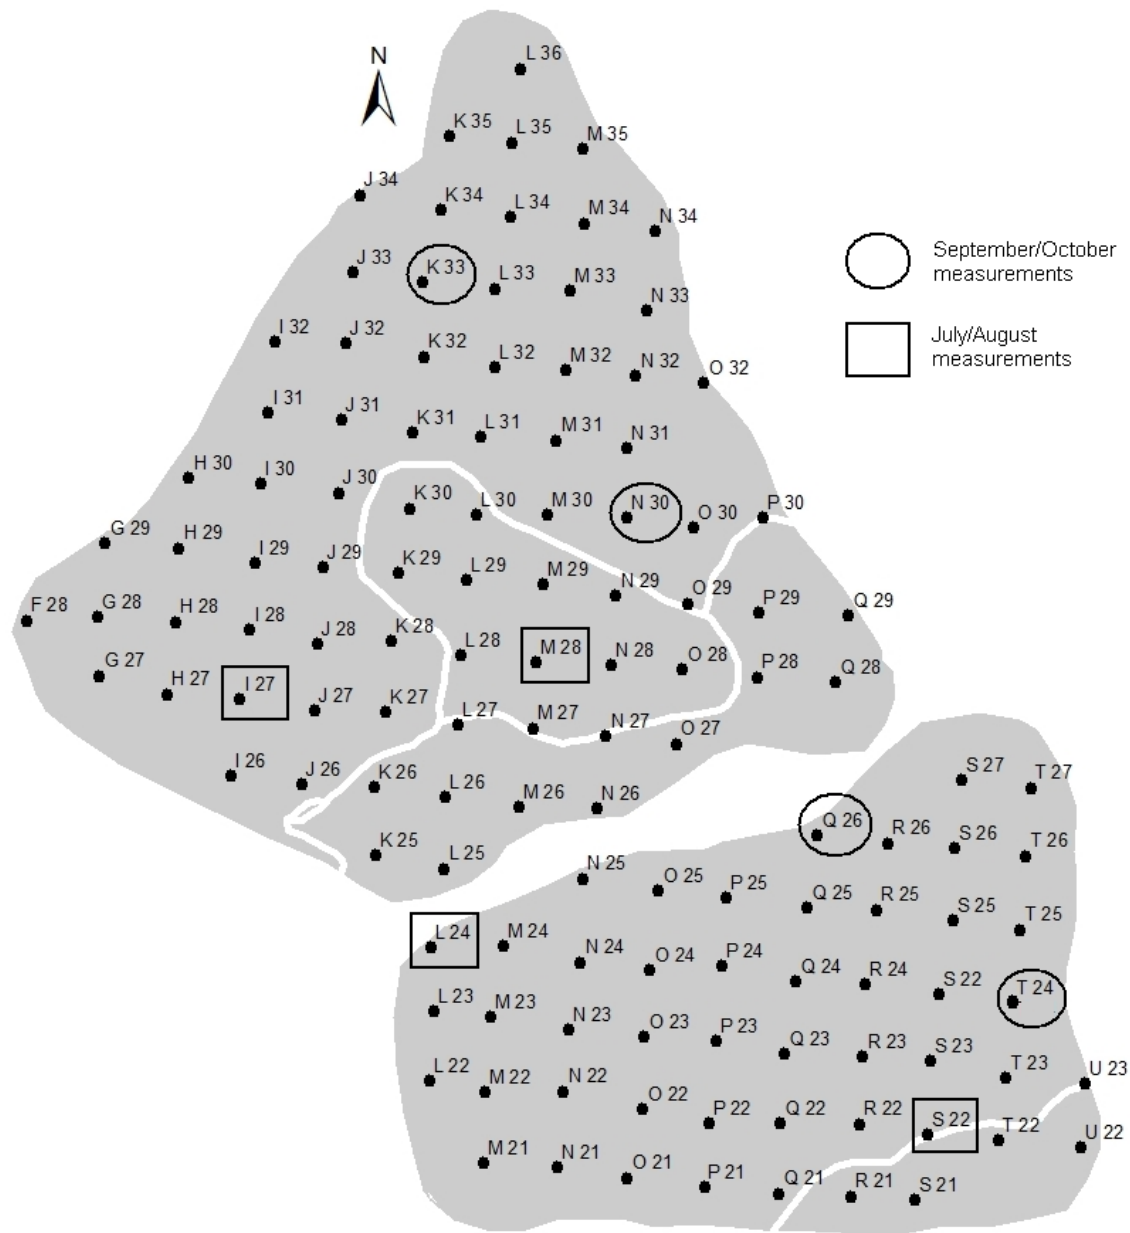 L 36
N
K 35
L 35
M 35
J 34
K 34
L 34
M 34
N 34
September/October
measurements
J 33
K 33
L 33
M 33
N 33
July/August
measurements
I 32
J 32
K 32
L 32
M 32
N 32
O 32
I 31
J 31
K 31
L 31
M 31
N 31
H 30
I 30
J 30
K 30
L 30
M 30
N 30
O 30
P 30
G 29
H 29
I 29
J 29
K 29
L 29
M 29
N 29
O 29
P 29
Q 29
F 28
G 28
H 28
I 28
J 28
K 28
L 28
M 28
N 28
O 28
P 28
Q 28
G 27
H 27
I 27
J 27
K 27
L 27
M 27
N 27
O 27
S 27
T 27
I 26
J 26
K 26
L 26
M 26
N 26
Q 26
R 26
S 26
T 26
K 25
L 25
N 25
O 25
P 25
Q 25
R 25
S 25
T 25
L 24
M 24
N 24
O 24
P 24
Q 24
R 24
S 22
T 24
L 23
M 23
N 23
O 23
P 23
Q 23
R 23
S 23
T 23
U 23
L 22
M 22
N 22
O 22
P 22
Q 22
R 22
S 22
T 22
U 22
M 21
N 21
O 21
P 21
Q 21
R 21
S 21